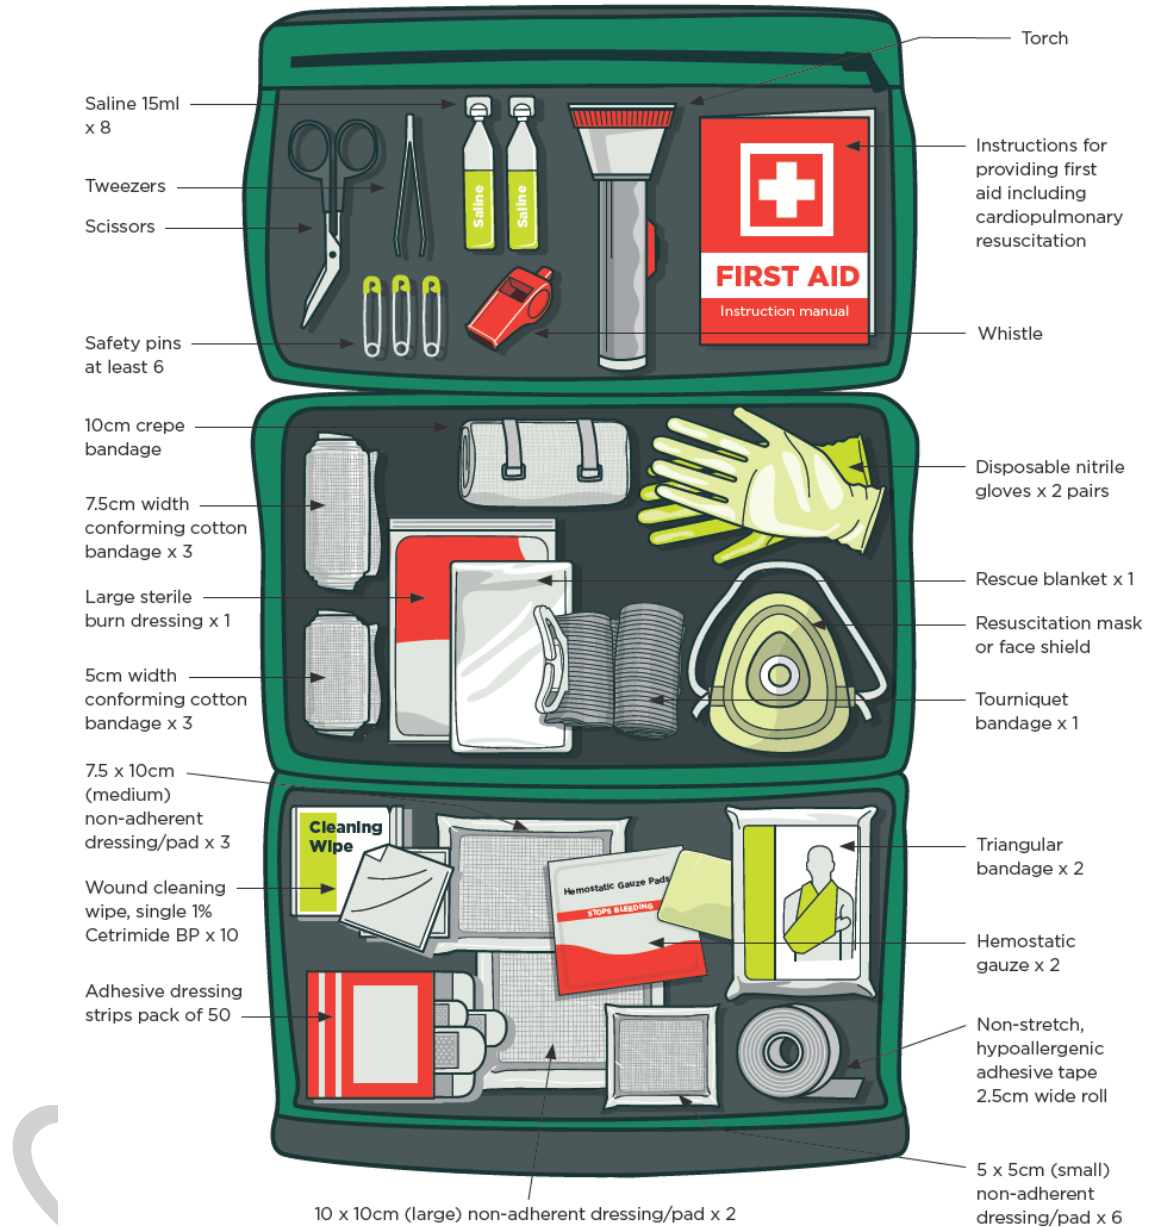 Torch
Saline 15ml
x 8
Tweezers
Scissors
Safety pins
at least 6
Saline
Saline
FIRST AID
Instruction manual
Instructions for
providing first
aid including
cardiopulmonary
resuscitation
Whistle
10cm crepe
bandage
7.5cm width
conforming cotton
bandage x 3
Large sterile
burn dressing x 1
5cm width
conforming cotton
bandage x 3
Disposable nitrile
gloves x 2 pairs
Rescue blanket x 1
Resuscitation mask
or face shield
Tourniquet
bandage x 1
7.5 x 10cm
(medium)
non-adherent
dressing/pad x 3
Wound cleaning
wipe, single 1%
Cetrimide BP x 10
Adhesive dressing
strips pack of 50
Cleaning
Wipe
Hemostatic Gauze Pads
STOPS BLEEDING
Triangular
bandage x 2
Hemostatic
gauze x 2
Non-stretch,
hypoallergenic
adhesive tape
2.5cm wide roll
5 x 5cm (small)
non-adherent
dressing/pad x 6
10 x 10cm (large) non-adherent dressing/pad x 2